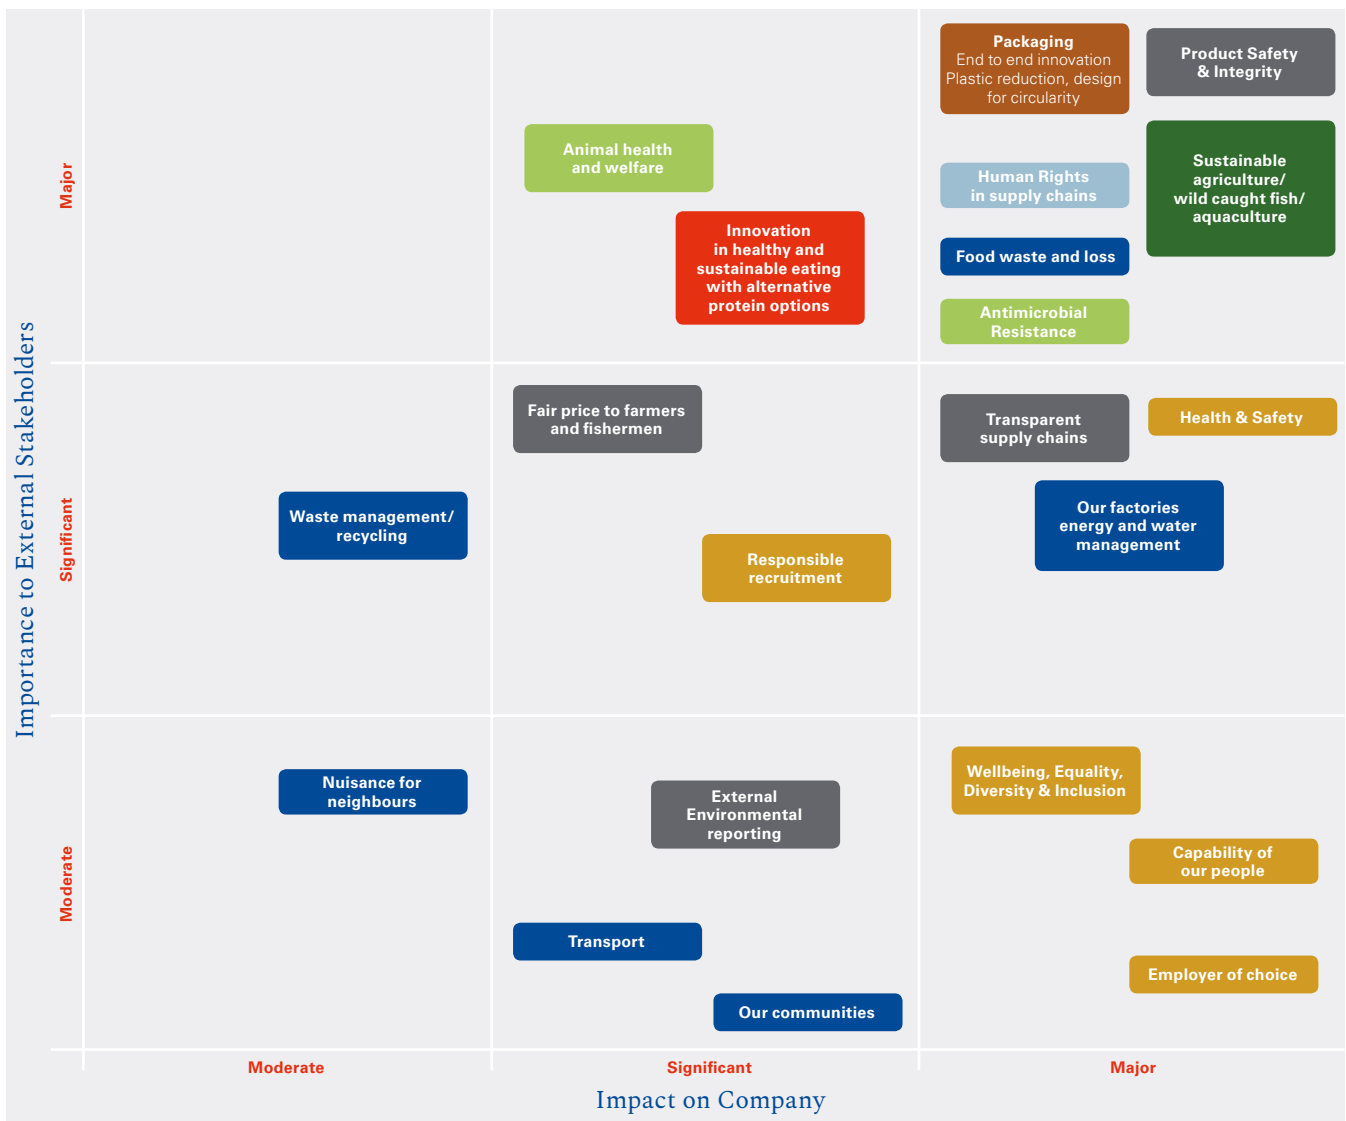 Importance to External Stakeholders
Major
Packaging
End to end innovation
Plastic reduction, design
for circularity
Product Safety
& Integrity
Animal health
and welfare
Human Rights
in supply chains
Sustainable
agriculture/
wild caught fish/
aquaculture
Innovation
in healthy and
sustainable eating
with alternative
protein options
Food waste and loss
Antimicrobial
Resistance
Significant
Fair price to farmers
and fishermen
Transparent
supply chains
Health & Safety
Waste management/
recycling
Our factories
energy and water
management
Responsible
recruitment
Moderate
Nuisance for
neighbours
External
Environmental
reporting
Wellbeing, Equality,
Diversity & Inclusion
Capability of
our people
Transport
Employer of choice
Our communities
Moderate
Significant
Major
Impact on Company